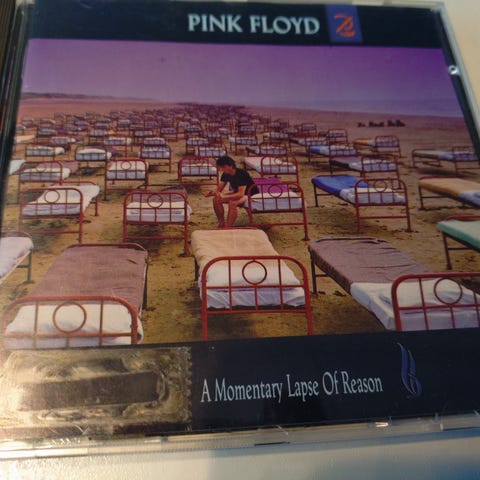 PINK FLOYD
A Momentary Lapse Of Reason